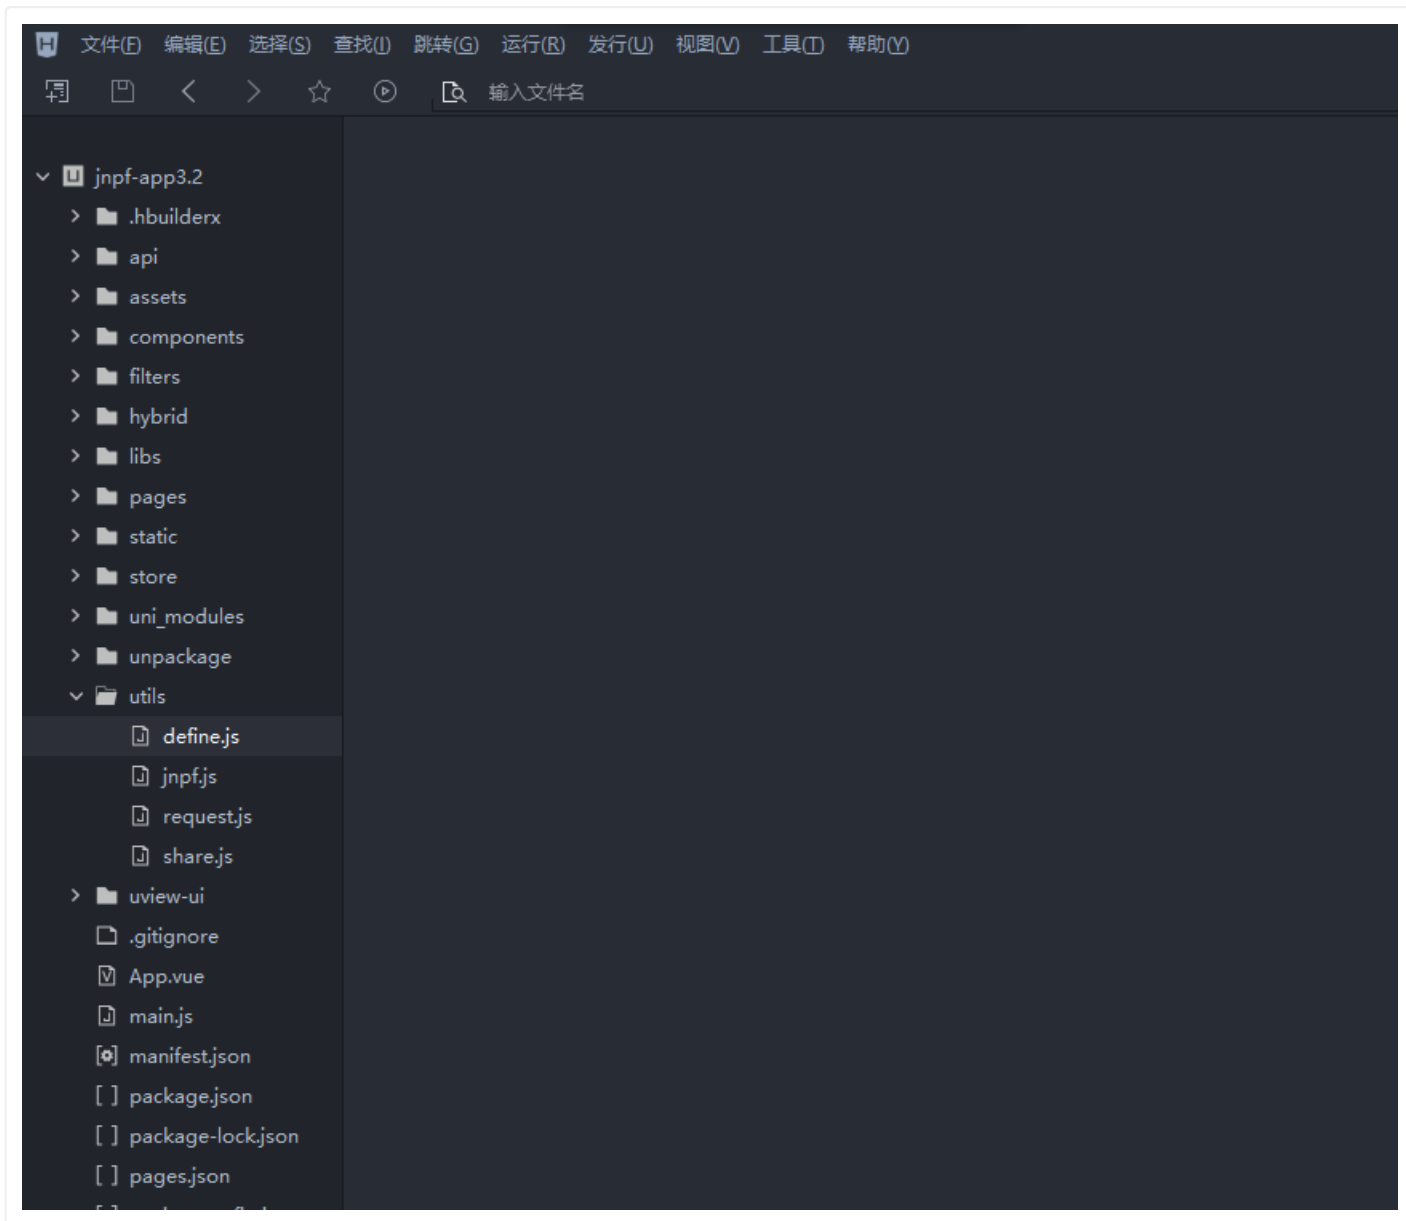 文件(F) 编辑(E) 选择(S) 查找(I) 跳转(G) 运行(R) 发行(U) 视图(V) 工具(T) 帮助(Y)
输入文件名
jnpf-app3.2
.hbuilderx
api
assets
components
filters
hybrid
libs
pages
static
store
uni_modules
unpackage
utils
define.js
jnpf.js
request.js
share.js
uview-ui
.gitignore
App.vue
main.js
manifest.json
package.json
package-lock.json
pages.json